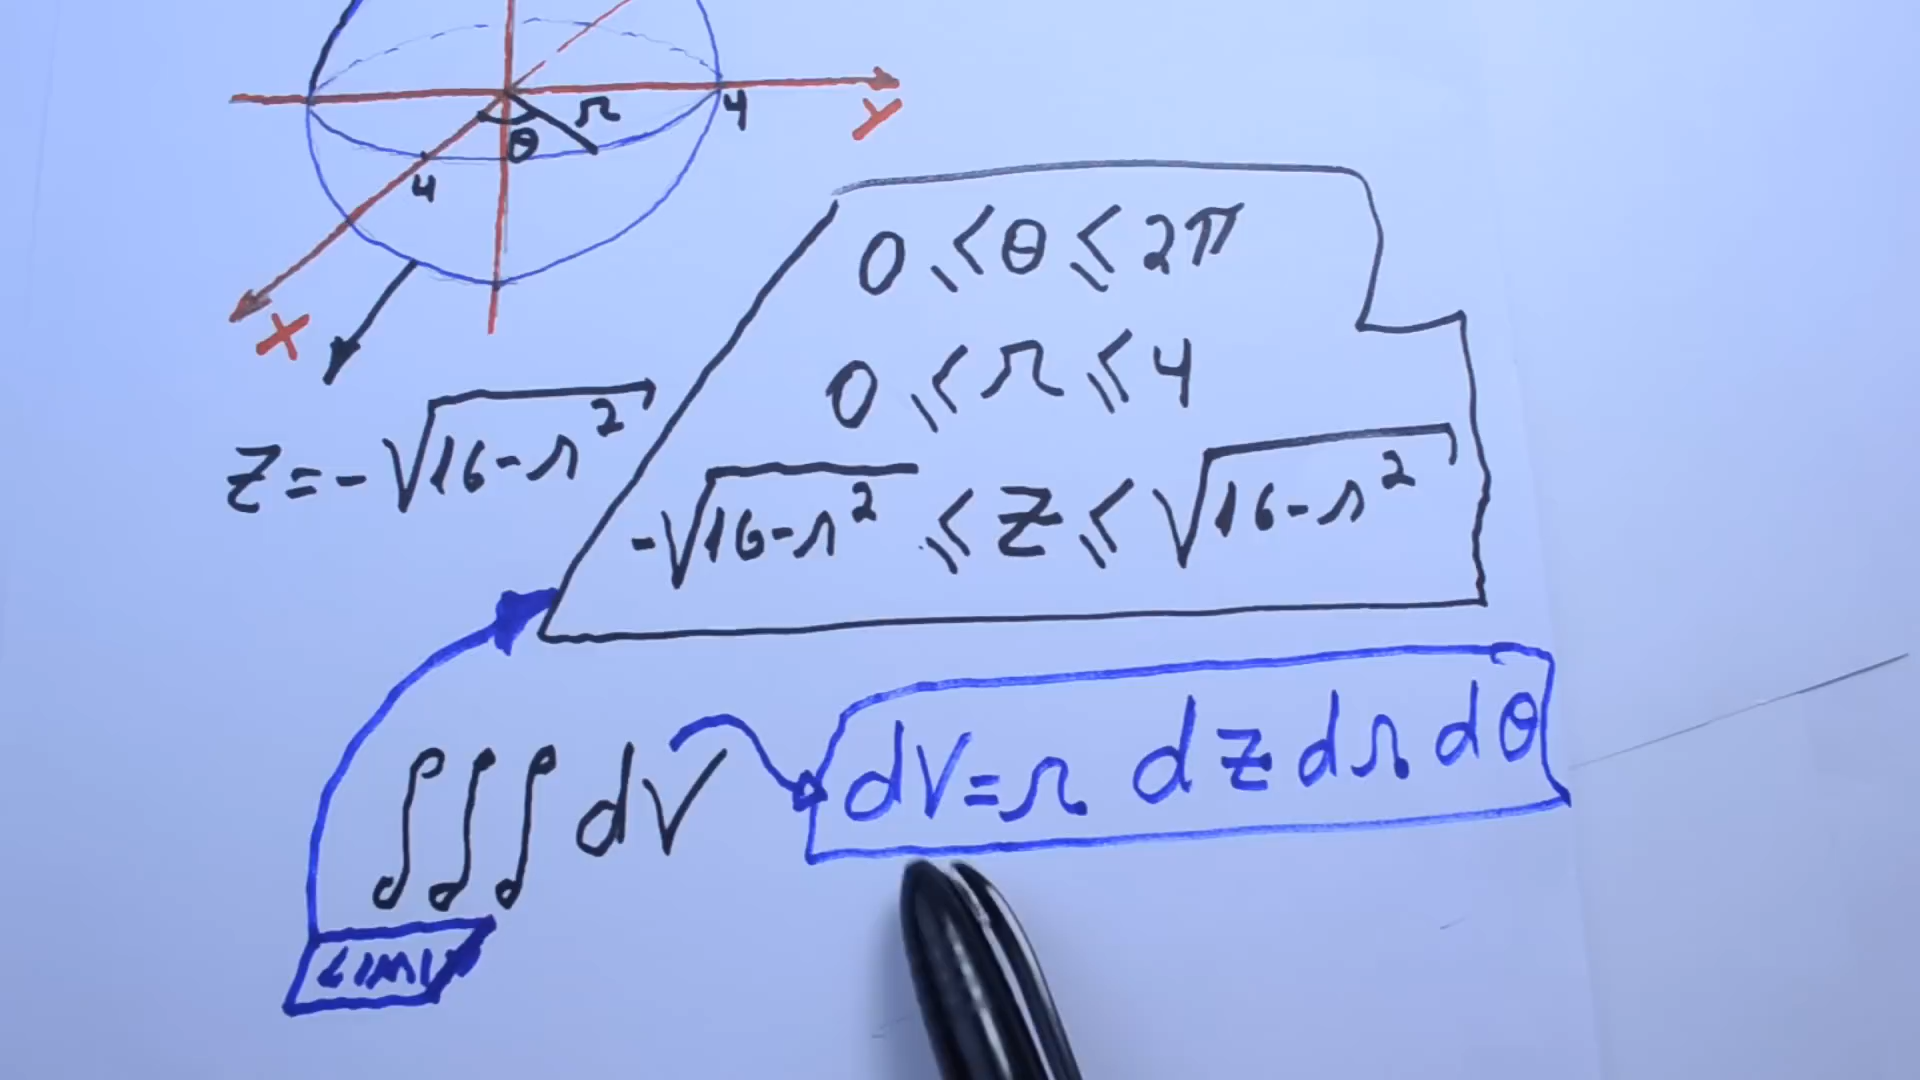 r
4
θ
Y
4
X
0 ≤ θ ≤ 2π
0 ≤ r ≤ 4
z = -√(16-r²)
-√(16-r²) ≤ z ≤ √(16-r²)
∫∫∫ dV
dV = r dz dr dθ